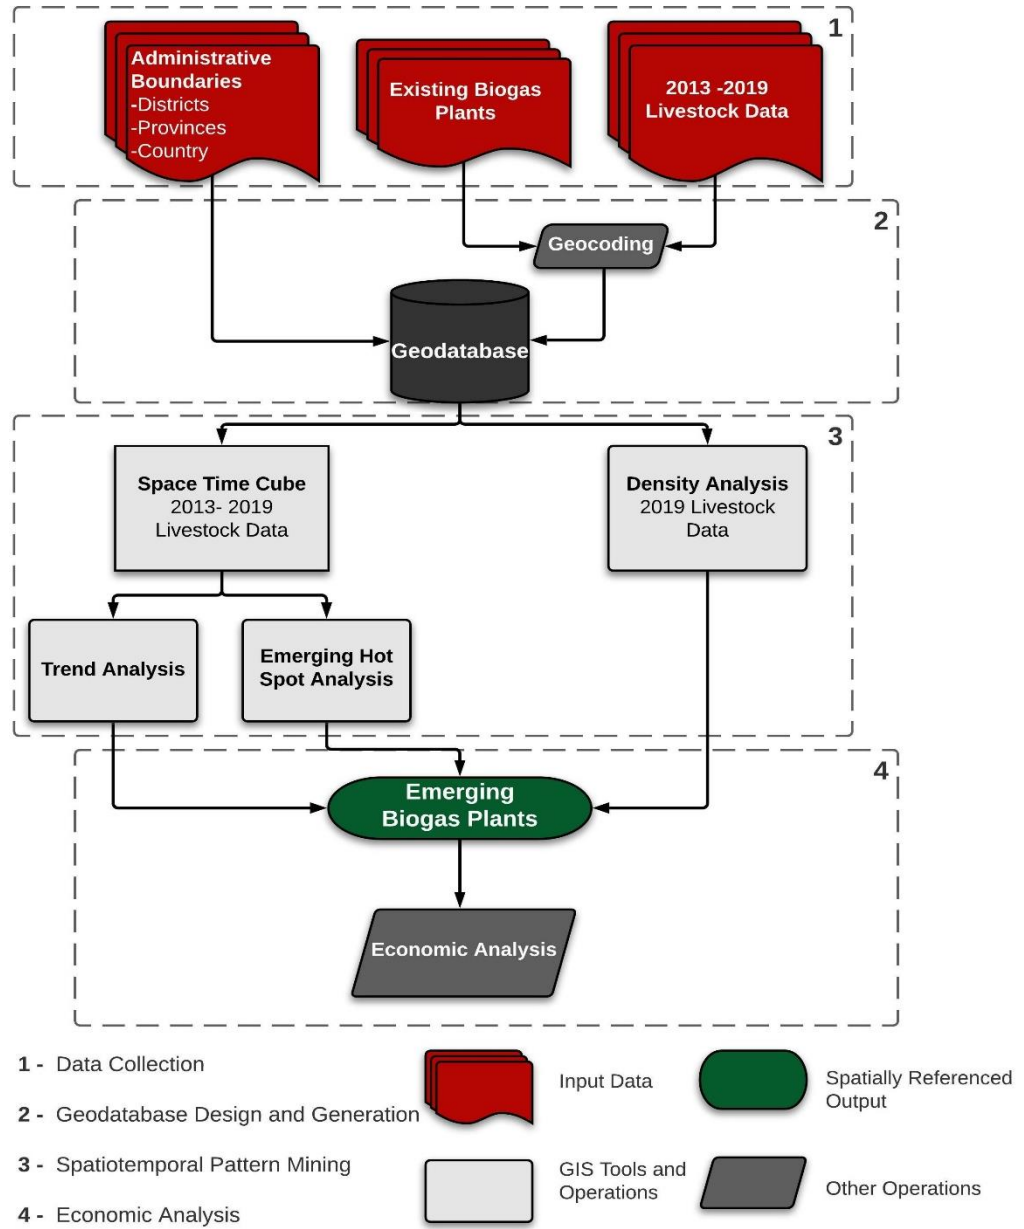 1
Administrative
Boundaries
-Districts
-Provinces
-Country
Existing Biogas
Plants
2013 -2019
Livestock Data
2
Geocoding
Geodatabase
3
Space Time Cube
2013- 2019
Livestock Data
Density Analysis
2019 Livestock
Data
Trend Analysis
Emerging Hot
Spot Analysis
4
Emerging
Biogas Plants
Economic Analysis
1 - Data Collection
2 - Geodatabase Design and Generation
3 - Spatiotemporal Pattern Mining
4 - Economic Analysis
Input Data
GIS Tools and
Operations
Spatially Referenced
Output
Other Operations